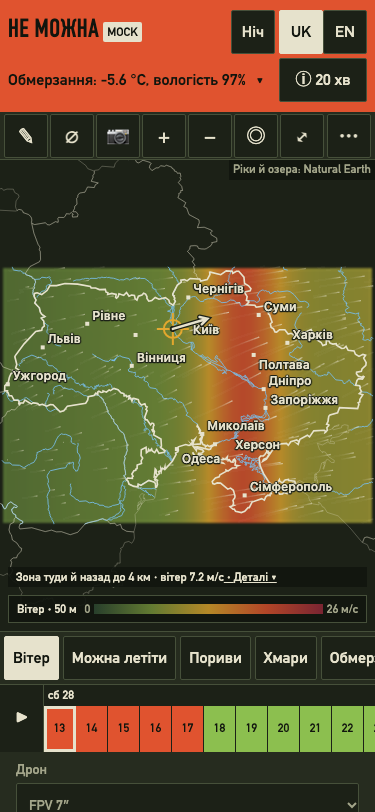 НЕ МОЖНА МОСК
Ніч UK EN
Обмерзання: -5.6 °C, вологість 97% ▾
ⓘ 20 хв
Ріки й озера: Natural Earth
Чернігів
Суми
Рівне
Київ
Харків
Львів
Вінниця
Полтава
Ужгород
Дніпро
Запоріжжя
Миколаїв
Херсон
Одеса
Сімферополь
Зона туди й назад до 4 км · вітер 7.2 м/с · Деталі ▾
Вітер · 50 м 0 26 м/с
Вітер Можна летіти Пориви Хмари Обмер
сб 28
13 14 15 16 17 18 19 20 21 22
Дрон
FPV 7″